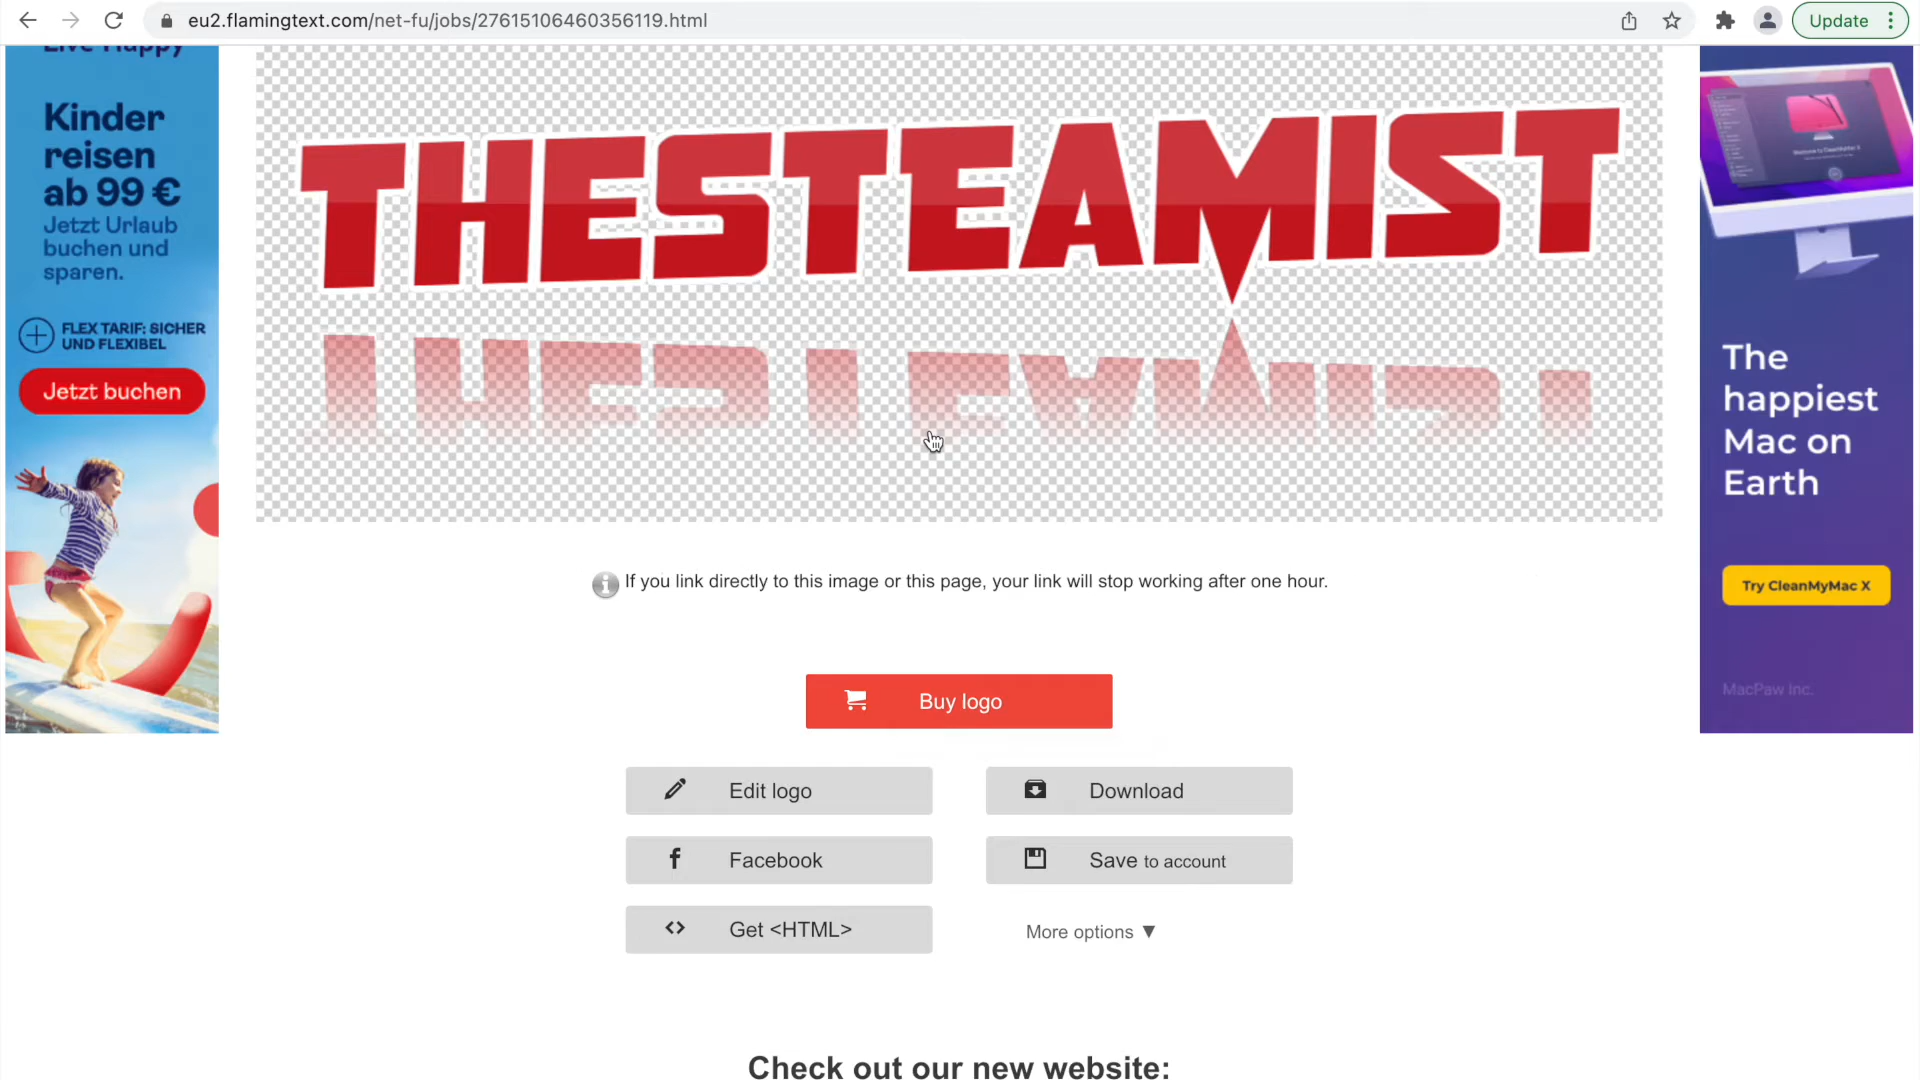 eu2.flamingtext.com/net-fu/jobs/27615106460356119.html
Update
Live Happy
Kinder
reisen
ab 99 €
Jetzt Urlaub
buchen und
sparen.
FLEX TARIF: SICHER
UND FLEXIBEL
Jetzt buchen
THESTEAMIST
If you link directly to this image or this page, your link will stop working after one hour.
Buy logo
Edit logo
Download
Facebook
Save to account
Get <HTML>
More options ▼
Check out our new website:
The
happiest
Mac on
Earth
Try CleanMyMac X
MacPaw Inc.